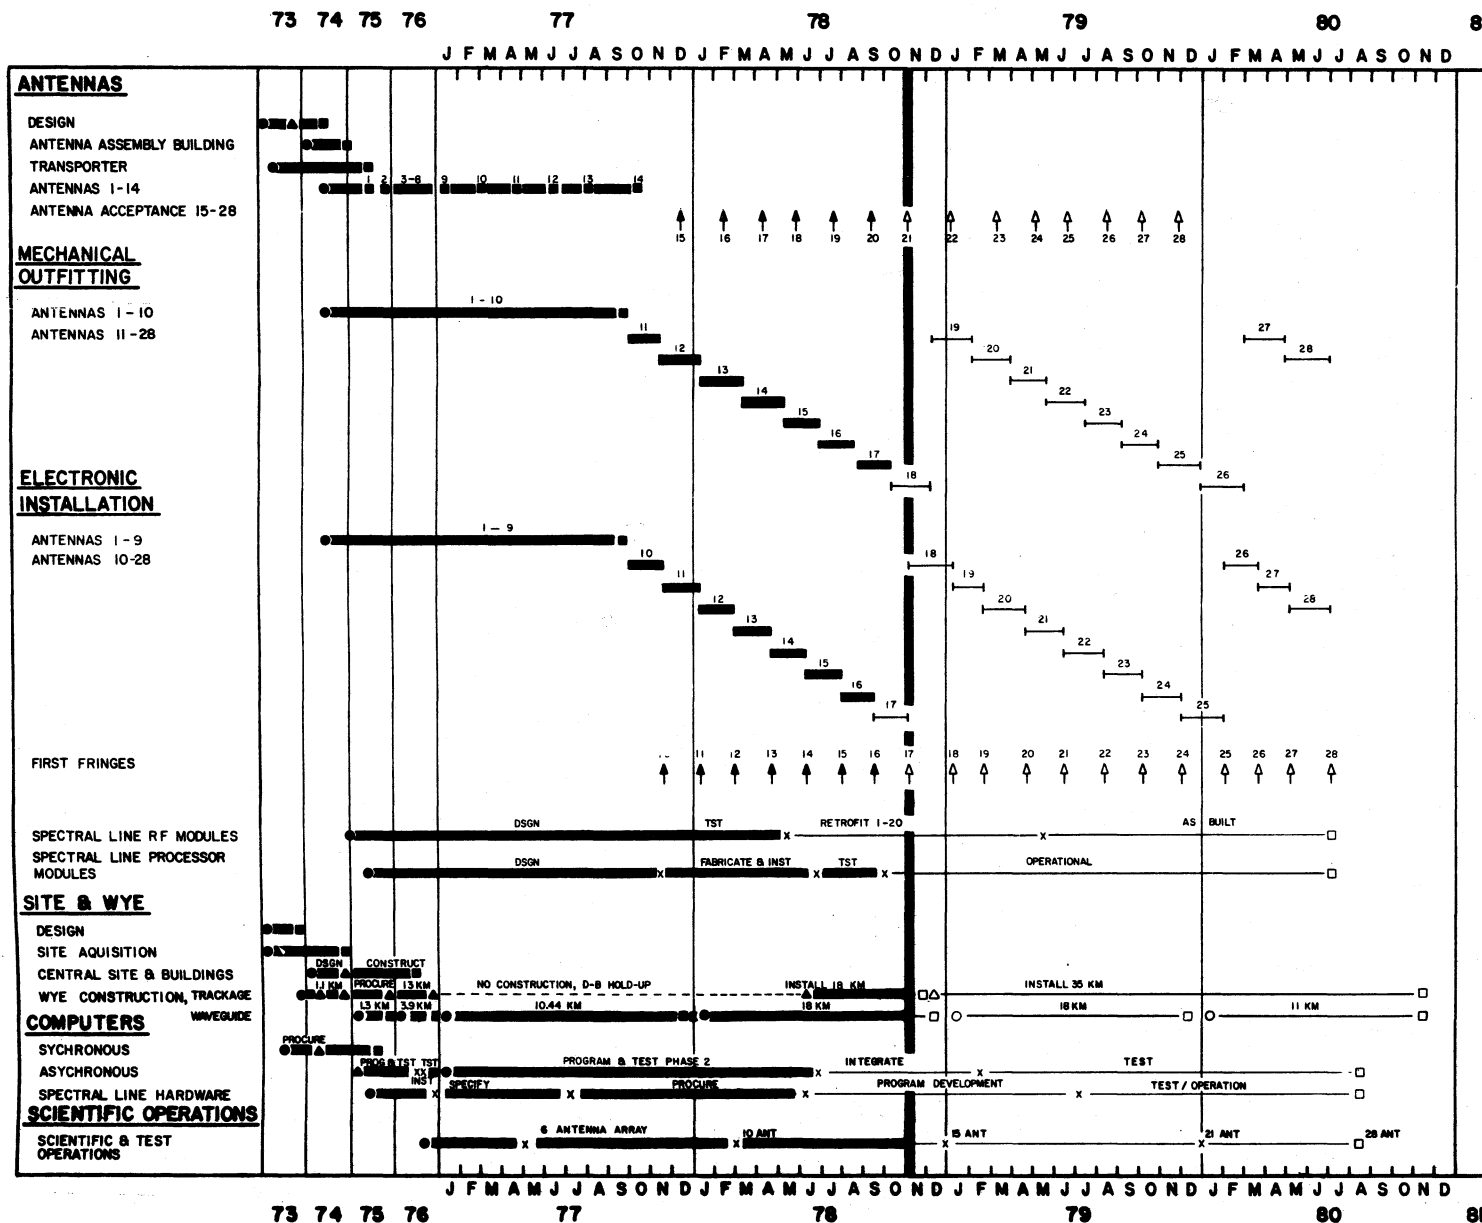 73 74 75 76 77 78 79 80 8
J F M A M J J A S O N D J F M A M J J A S O N D J F M A M J J A S O N D J F M A M J J A S O N D
ANTENNAS
DESIGN
ANTENNA ASSEMBLY BUILDING
TRANSPORTER
1 2 3-8 9 10 11 12 13 14
ANTENNAS 1-14
ANTENNA ACCEPTANCE 15-28
15 16 17 18 19 20 21 22 23 24 25 26 27 28
MECHANICAL
OUTFITTING
1 - 10
ANTENNAS 1-10
ANTENNAS 11-28
11 19 27
12 20 28
13 21
14 22
15 23
16 24
17 25
18 26
ELECTRONIC
INSTALLATION
1 — 9
ANTENNAS 1-9
ANTENNAS 10-28
10 18 26
11 19 27
12 20 28
13 21
14 22
15 23
16 24
17 25
11 12 13 14 15 16 17 18 19 20 21 22 23 24 25 26 27 28
FIRST FRINGES
DSGN TST RETROFIT 1-20 AS BUILT
SPECTRAL LINE RF MODULES
SPECTRAL LINE PROCESSOR
MODULES
DSGN FABRICATE & INST TST OPERATIONAL
SITE & WYE
DESIGN
SITE AQUISITION
DSGN CONSTRUCT
CENTRAL SITE & BUILDINGS
1.1 KM PROCURE 13 KM NO CONSTRUCTION, D-B HOLD-UP INSTALL 18 KM INSTALL 35 KM
WYE CONSTRUCTION, TRACKAGE
1.3 KM 3.9 KM 10.44 KM 18 KM 18 KM 11 KM
WAVEGUIDE
COMPUTERS
PROCURE
SYCHRONOUS
PROG & TST TST PROGRAM & TEST PHASE 2 INTEGRATE TEST
ASYCHRONOUS
INST SPECIFY PROCURE PROGRAM DEVELOPMENT TEST / OPERATION
SPECTRAL LINE HARDWARE
SCIENTIFIC OPERATIONS
6 ANTENNA ARRAY 10 ANT 15 ANT 21 ANT 28 ANT
SCIENTIFIC & TEST
OPERATIONS
J F M A M J J A S O N D J F M A M J J A S O N D J F M A M J J A S O N D J F M A M J J A S O N D
73 74 75 76 77 78 79 80